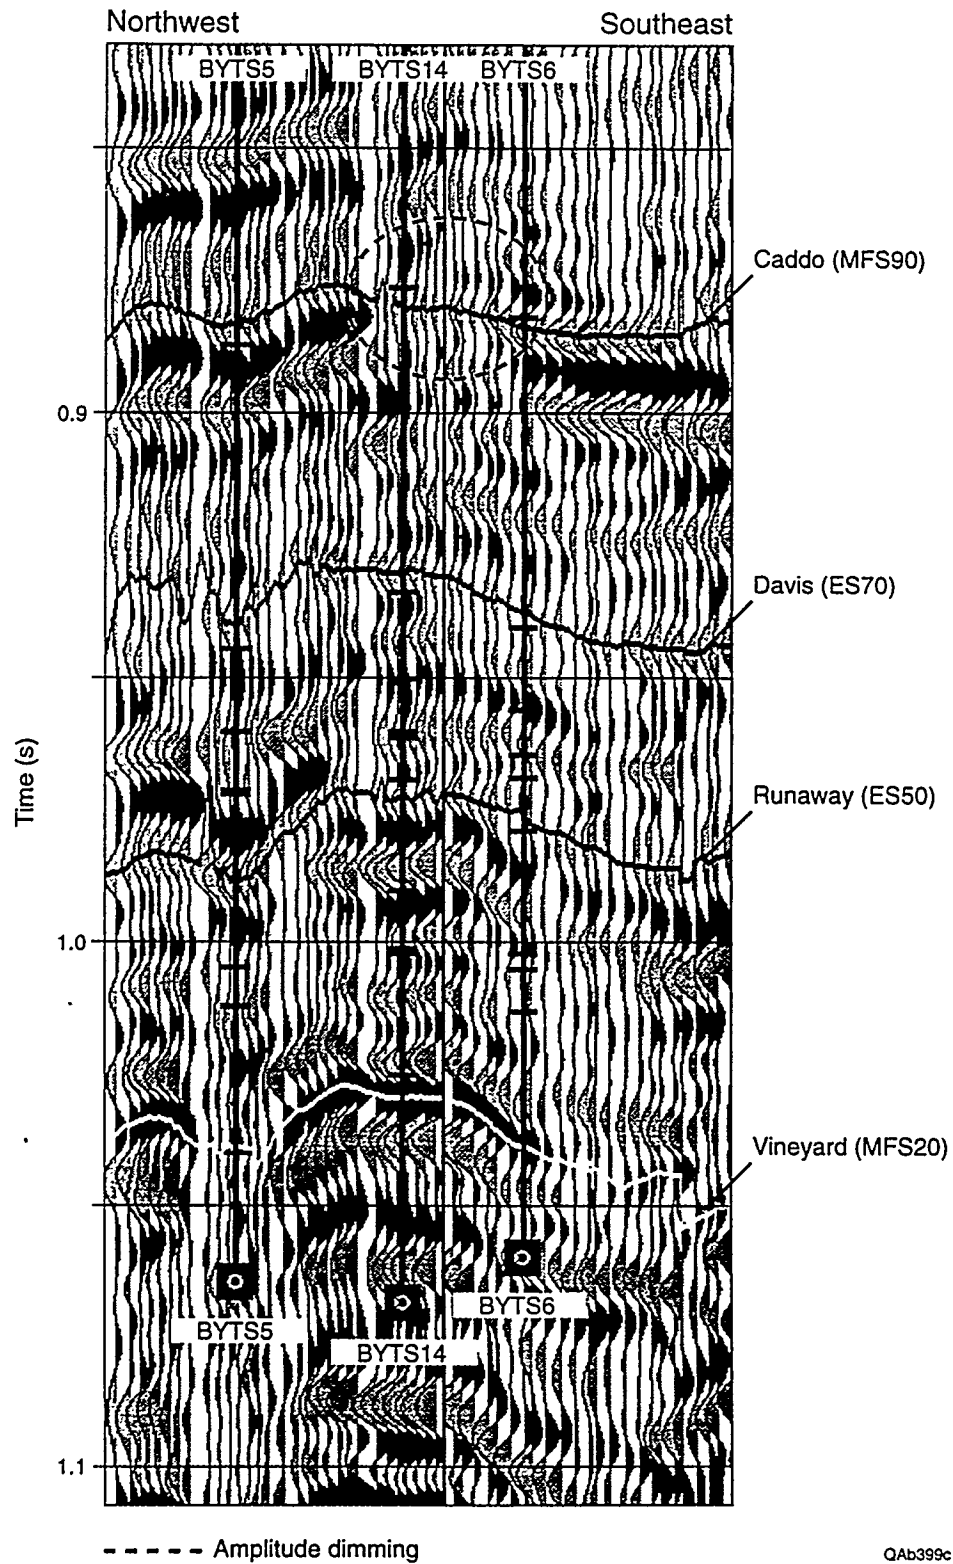 Northwest Southeast
BYTS5 BYTS14 BYTS6
Caddo (MFS90)
0.9
Davis (ES70)
Time (s)
Runaway (ES50)
1.0
Vineyard (MFS20)
BYTS6
BYTS5
BYTS14
1.1
Amplitude dimming
QAb399c